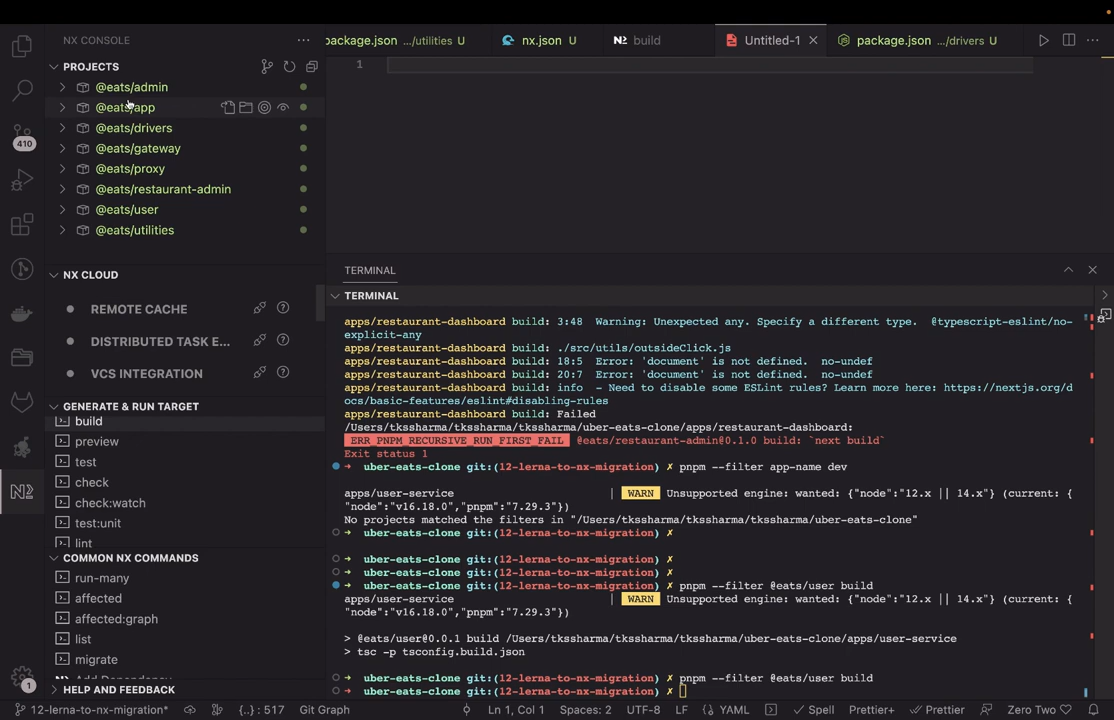 NX CONSOLE
PROJECTS
@eats/admin
@eats/app
@eats/drivers
@eats/gateway
@eats/proxy
@eats/restaurant-admin
@eats/user
@eats/utilities
NX CLOUD
REMOTE CACHE
DISTRIBUTED TASK E...
VCS INTEGRATION
GENERATE & RUN TARGET
build
preview
test
check
check:watch
test:unit
lint
COMMON NX COMMANDS
run-many
affected
affected:graph
list
migrate
Add Dependency
HELP AND FEEDBACK
410
1
package.json .../utilities U
nx.json U
build
Untitled-1
package.json .../drivers U
1
TERMINAL
TERMINAL
apps/restaurant-dashboard build: 3:48 Warning: Unexpected any. Specify a different type. @typescript-eslint/no-
explicit-any
apps/restaurant-dashboard build: ./src/utils/outsideClick.js
apps/restaurant-dashboard build: 18:5 Error: 'document' is not defined. no-undef
apps/restaurant-dashboard build: 20:7 Error: 'document' is not defined. no-undef
apps/restaurant-dashboard build: info - Need to disable some ESLint rules? Learn more here: https://nextjs.org/d
ocs/basic-features/eslint#disabling-rules
apps/restaurant-dashboard build: Failed
/Users/tkssharma/tkssharma/uber-eats-clone/apps/restaurant-dashboard:
ERR_PNPM_RECURSIVE_RUN_FIRST_FAIL @eats/restaurant-admin@0.1.0 build: `next build`
Exit status 1
➜ uber-eats-clone git:(12-lerna-to-nx-migration) ✗ pnpm --filter app-name dev
apps/user-service | WARN Unsupported engine: wanted: {"node":"12.x || 14.x"} (current: {
"node":"v16.18.0","pnpm":"7.29.3"})
No projects matched the filters in "/Users/tkssharma/tkssharma/uber-eats-clone"
➜ uber-eats-clone git:(12-lerna-to-nx-migration) ✗
➜ uber-eats-clone git:(12-lerna-to-nx-migration) ✗
➜ uber-eats-clone git:(12-lerna-to-nx-migration) ✗
➜ uber-eats-clone git:(12-lerna-to-nx-migration) ✗ pnpm --filter @eats/user build
apps/user-service | WARN Unsupported engine: wanted: {"node":"12.x || 14.x"} (current: {
"node":"v16.18.0","pnpm":"7.29.3"})
> @eats/user@0.0.1 build /Users/tkssharma/tkssharma/uber-eats-clone/apps/user-service
> tsc -p tsconfig.build.json
➜ uber-eats-clone git:(12-lerna-to-nx-migration) ✗ pnpm --filter @eats/user build
➜ uber-eats-clone git:(12-lerna-to-nx-migration) ✗
12-lerna-to-nx-migration* {..} : 517 Git Graph Ln 1, Col 1 Spaces: 2 UTF-8 LF YAML Spell Prettier+ Prettier Zero Two